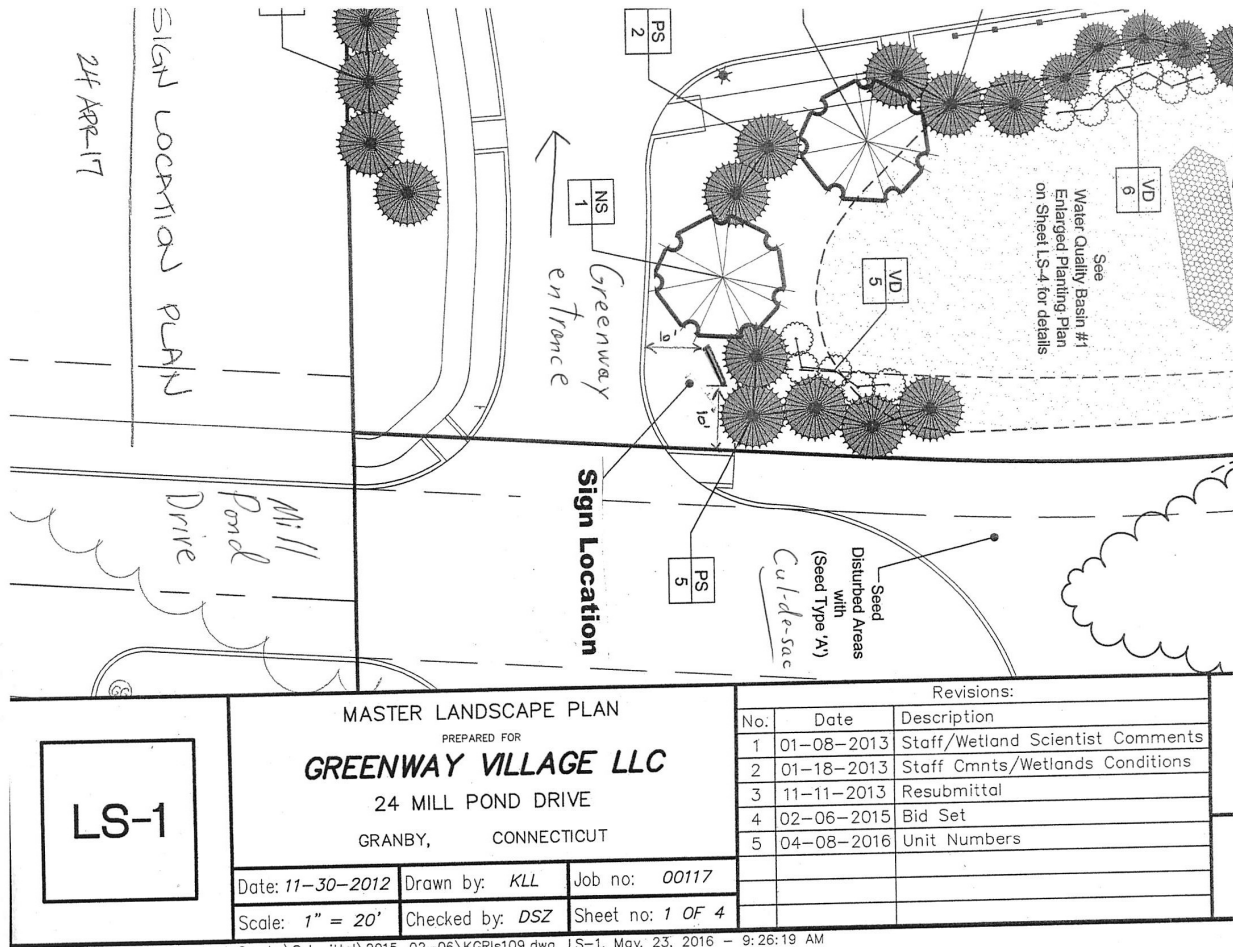 SIGN LOCATION PLAN
24 APR-17
PS
2
NS
1
Greenway
entrance
VD
6
VD
5
See
Water Quality Basin #1
Enlarged Planting Plan
on Sheet LS-4 for details
10'
Sign Location
PS
5
Seed
Disturbed Areas
with
(Seed Type 'A')
Cul-de-sac
Mill
Pond
Drive
LS-1
MASTER LANDSCAPE PLAN
PREPARED FOR
GREENWAY VILLAGE LLC
24 MILL POND DRIVE
GRANBY, CONNECTICUT
Date: 11-30-2012 Drawn by: KLL Job no: 00117
Scale: 1" = 20' Checked by: DSZ Sheet no: 1 OF 4
Revisions:
No. Date Description
1 01-08-2013 Staff/Wetland Scientist Comments
2 01-18-2013 Staff Cmnts/Wetlands Conditions
3 11-11-2013 Resubmittal
4 02-06-2015 Bid Set
5 04-08-2016 Unit Numbers
LS-1, May, 23, 2016 - 9:26:19 AM